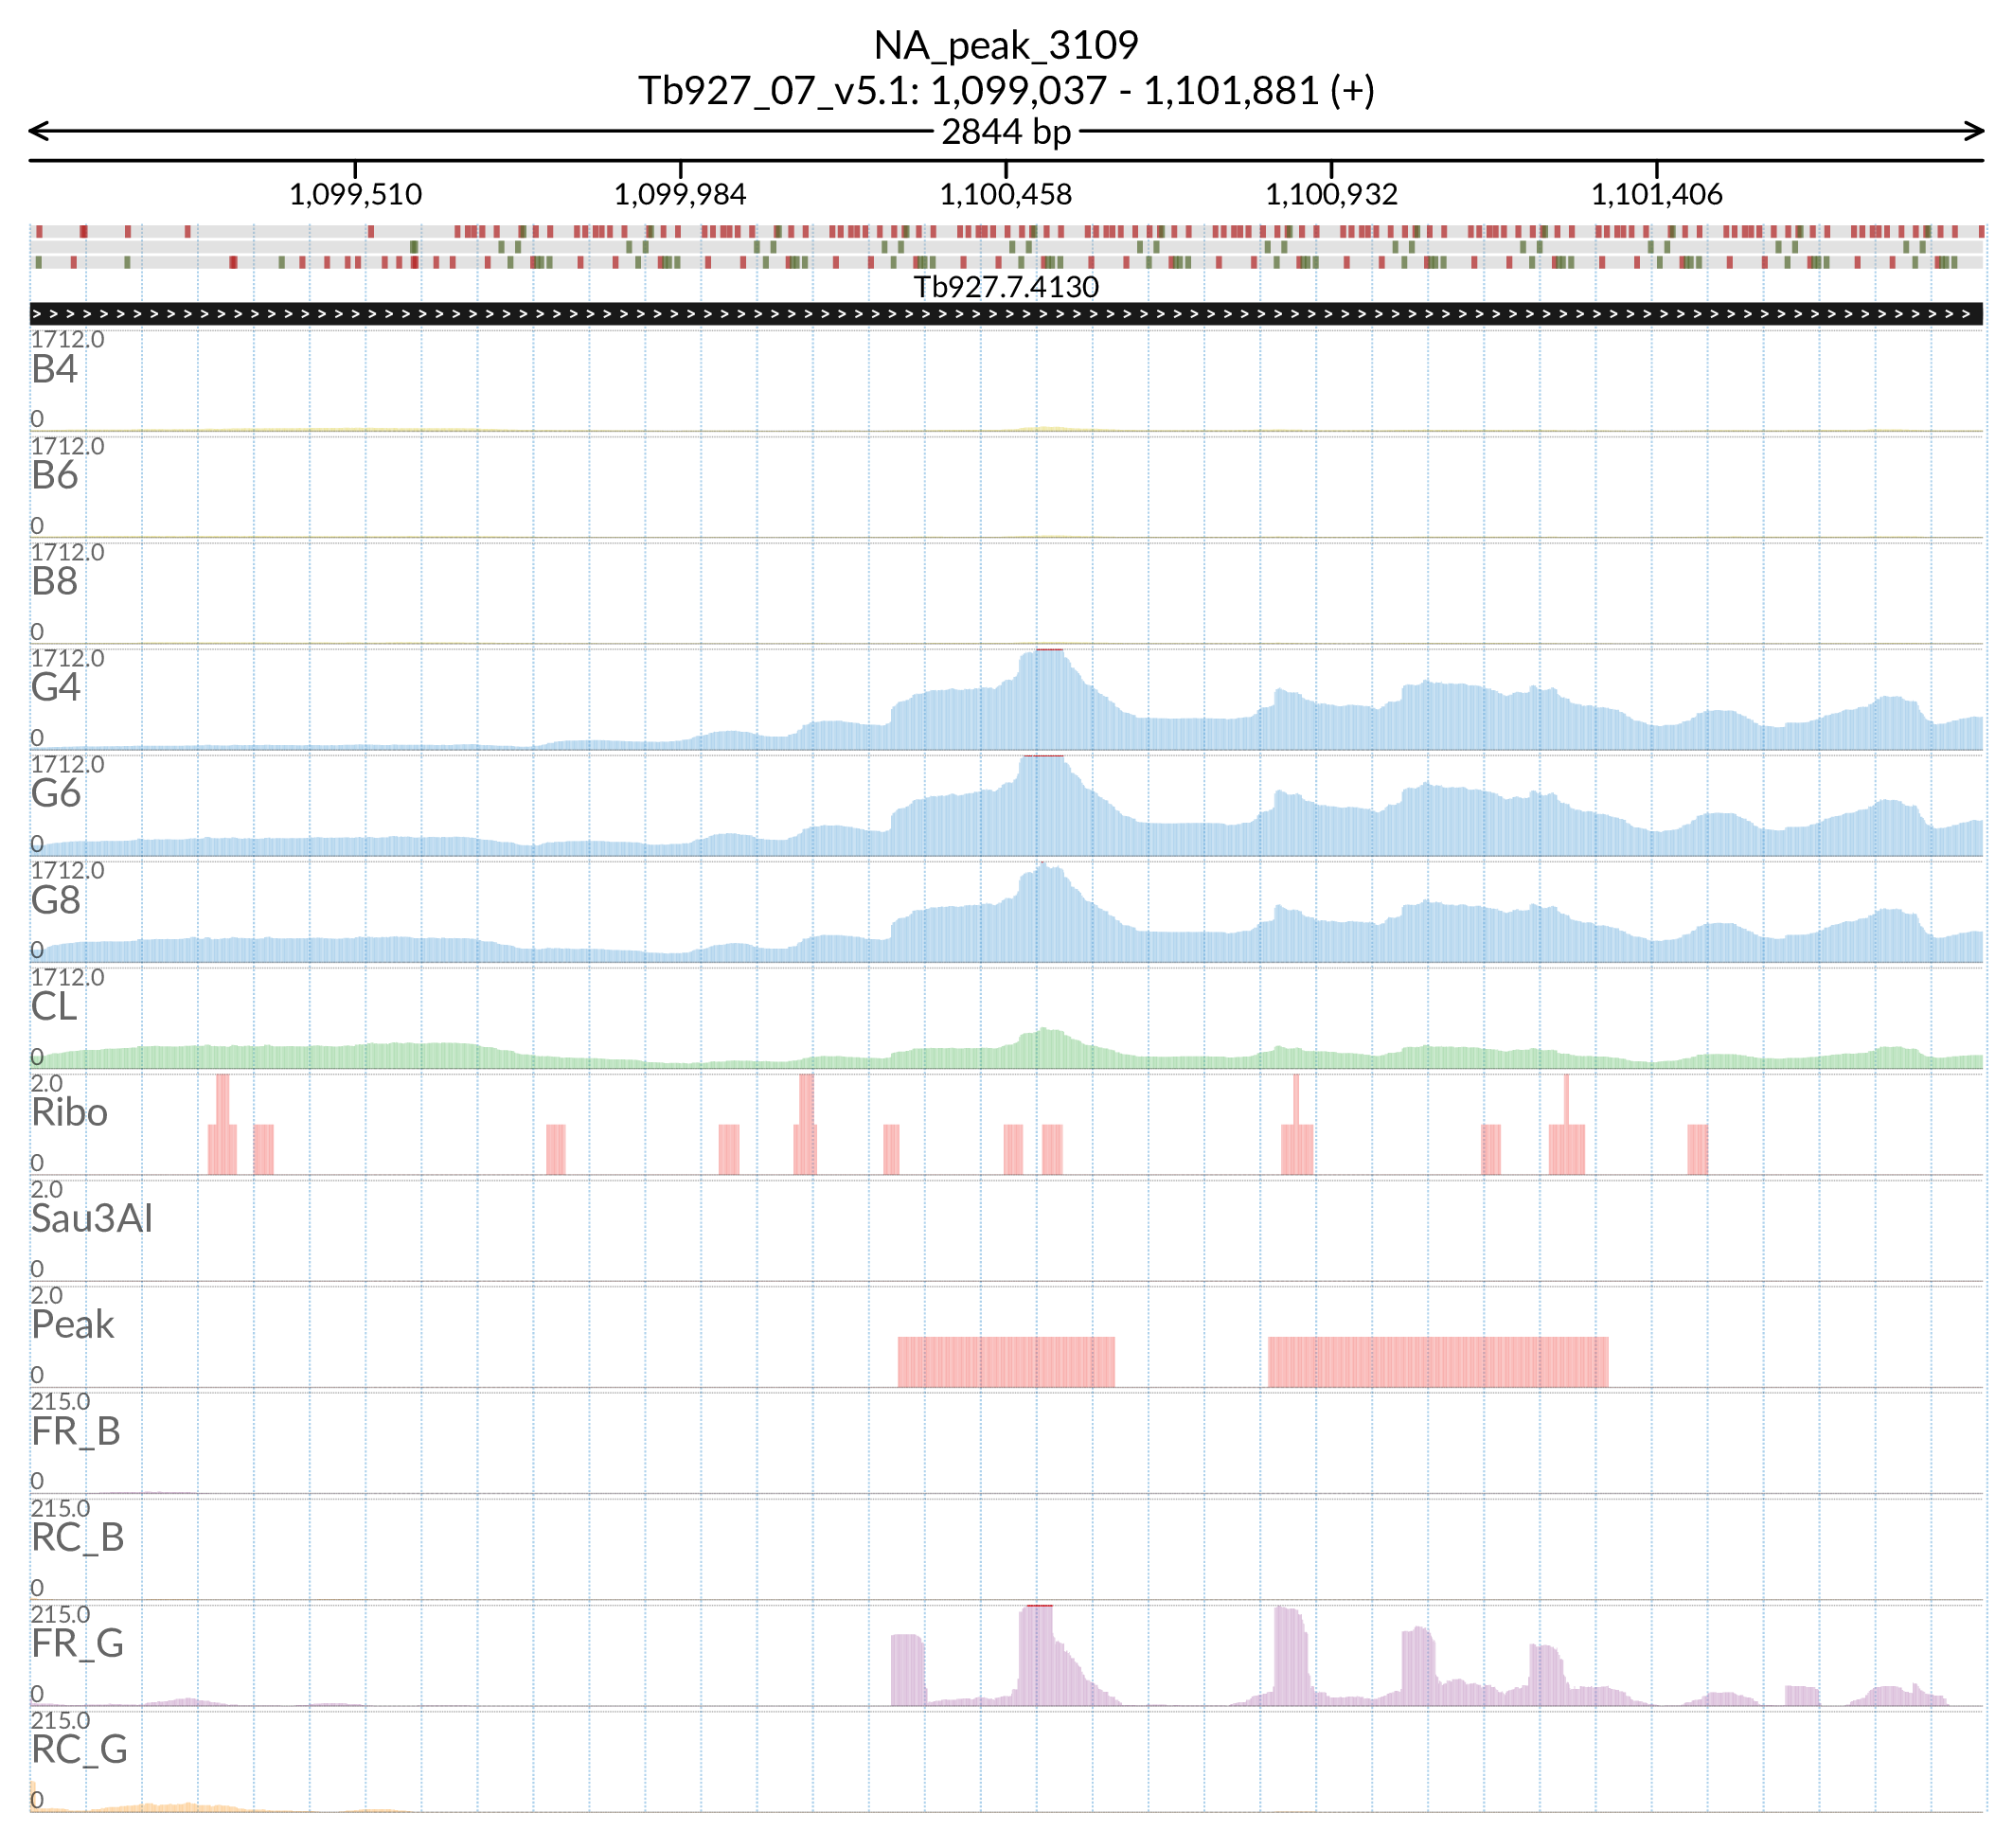 NA_peak_3109
Tb927_07_v5.1: 1,099,037 - 1,101,881 (+)
2844 bp
1,099,510 1,099,984 1,100,458 1,100,932 1,101,406
Tb927.7.4130
1712.0
B4
0
1712.0
B6
0
1712.0
B8
0
1712.0
G4
0
1712.0
G6
0
1712.0
G8
0
1712.0
CL
0
2.0
Ribo
0
2.0
Sau3AI
0
2.0
Peak
0
215.0
FR_B
0
215.0
RC_B
0
215.0
FR_G
0
215.0
RC_G
0